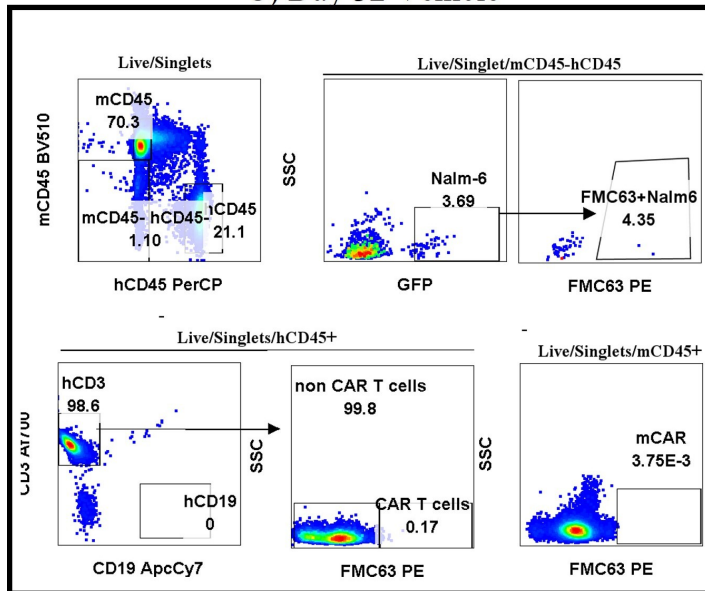 Live/Singlets
mCD45
70.3
mCD45- hCD45-
1.10
hCD45
21.1
mCD45 BV510
hCD45 PerCP
Live/Singlet/mCD45-hCD45
SSC
Nalm-6
3.69
GFP
FMC63+Nalm6
4.35
FMC63 PE
Live/Singlets/hCD45+
hCD3
98.6
hCD19
0
CD19 ApcCy7
SSC
non CAR T cells
99.8
CAR T cells
0.17
FMC63 PE
Live/Singlets/mCD45+
SSC
mCAR
3.75E-3
FMC63 PE